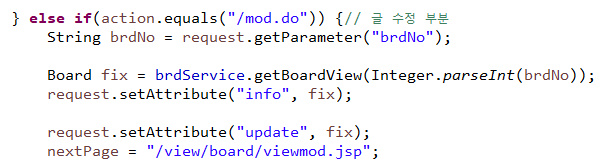 } else if(action.equals("/mod.do")) {// 글 수정 부분
String brdNo = request.getParameter("brdNo");
Board fix = brdService.getBoardView(Integer.parseInt(brdNo));
request.setAttribute("info", fix);
request.setAttribute("update", fix);
nextPage = "/view/board/viewmod.jsp";